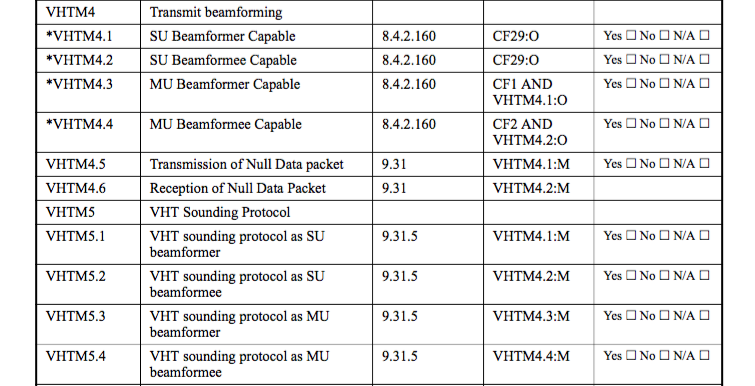 VHTM4 Transmit beamforming
*VHTM4.1 SU Beamformer Capable 8.4.2.160 CF29:O Yes ☐ No ☐ N/A ☐
*VHTM4.2 SU Beamformee Capable 8.4.2.160 CF29:O Yes ☐ No ☐ N/A ☐
*VHTM4.3 MU Beamformer Capable 8.4.2.160 CF1 AND Yes ☐ No ☐ N/A ☐
VHTM4.1:O
*VHTM4.4 MU Beamformee Capable 8.4.2.160 CF2 AND Yes ☐ No ☐ N/A ☐
VHTM4.2:O
VHTM4.5 Transmission of Null Data packet 9.31 VHTM4.1:M Yes ☐ No ☐ N/A ☐
VHTM4.6 Reception of Null Data Packet 9.31 VHTM4.2:M
VHTM5 VHT Sounding Protocol
VHTM5.1 VHT sounding protocol as SU 9.31.5 VHTM4.1:M Yes ☐ No ☐ N/A ☐
beamformer
VHTM5.2 VHT sounding protocol as SU 9.31.5 VHTM4.2:M Yes ☐ No ☐ N/A ☐
beamformee
VHTM5.3 VHT sounding protocol as MU 9.31.5 VHTM4.3:M Yes ☐ No ☐ N/A ☐
beamformer
VHTM5.4 VHT sounding protocol as MU 9.31.5 VHTM4.4:M Yes ☐ No ☐ N/A ☐
beamformee